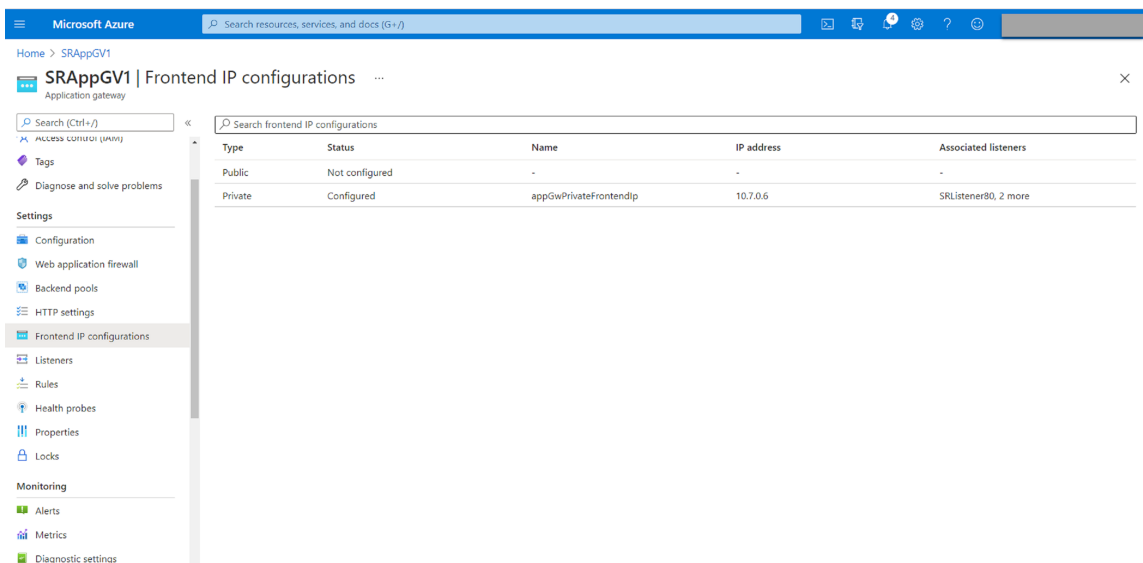 Microsoft Azure
Search resources, services, and docs (G+/)
4
Home > SRAppGV1
SRAppGV1 | Frontend IP configurations ...
Application gateway
Search (Ctrl+/)
«
Search frontend IP configurations
Access control (IAM)
Tags
Diagnose and solve problems
Settings
Configuration
Web application firewall
Backend pools
HTTP settings
Frontend IP configurations
Listeners
Rules
Health probes
Properties
Locks
Monitoring
Alerts
Metrics
Diagnostic settings
Type Status Name IP address Associated listeners
Public Not configured - - -
Private Configured appGwPrivateFrontendIp 10.7.0.6 SRListener80, 2 more